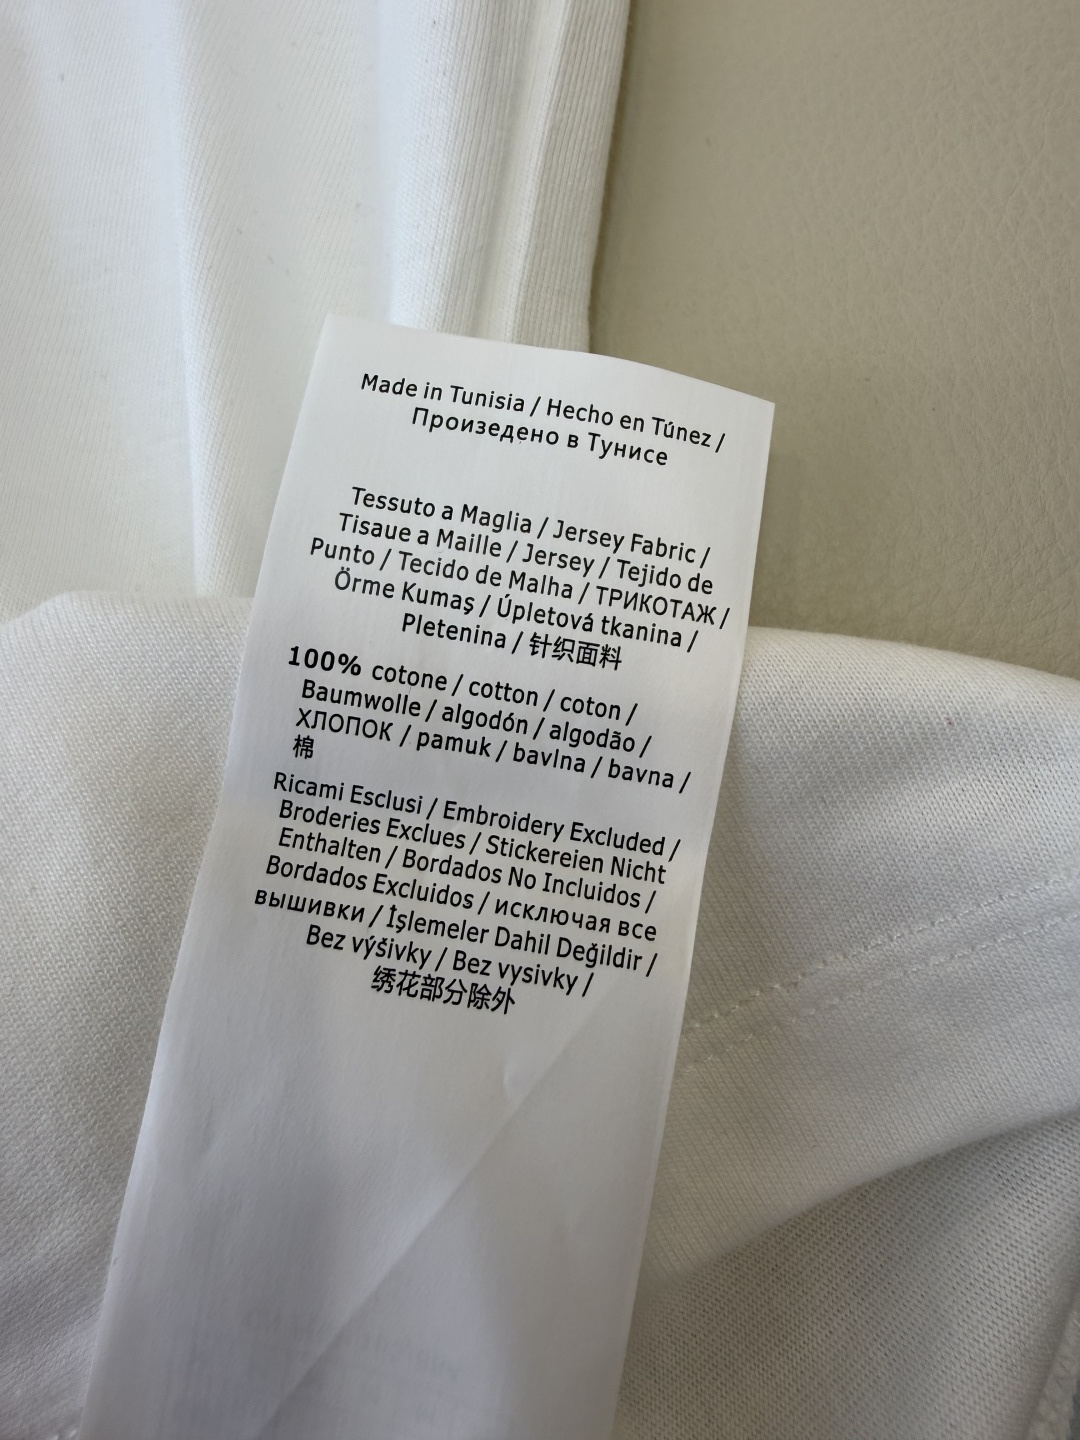 Made in Tunisia / Hecho en Túnez /
Произедено в Тунисе
Tessuto a Maglia / Jersey Fabric /
Tisaue a Maille / Jersey / Tejido de
Punto / Tecido de Malha / ТРИКОТАЖ /
Örme Kumaş / Úpletová tkanina /
Pletenina / 针织面料
100% cotone / cotton / coton /
Baumwolle / algodón / algodão /
ХЛОПОК / pamuk / bavlna / bavna /
棉
Ricami Esclusi / Embroidery Excluded /
Broderies Exclues / Stickereien Nicht
Enthalten / Bordados No Incluidos /
Bordados Excluidos / исключая все
вышивки / İşlemeler Dahil Değildir /
Bez výšivky / Bez vysivky /
绣花部分除外